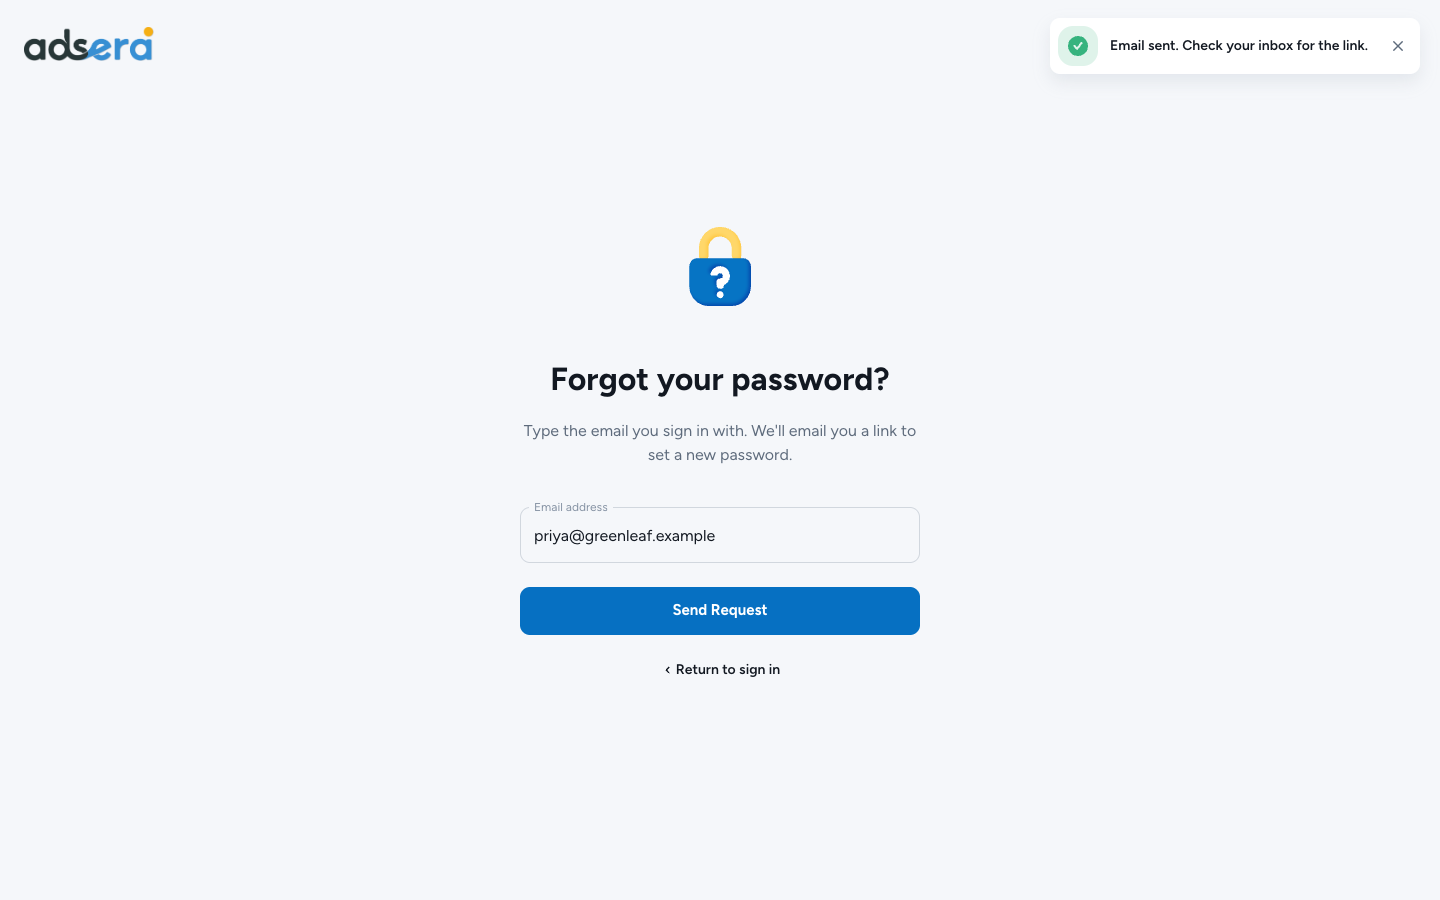 adsera
Email sent. Check your inbox for the link.
?
Forgot your password?
Type the email you sign in with. We'll email you a link to
set a new password.
Email address
priya@greenleaf.example
Send Request
Return to sign in